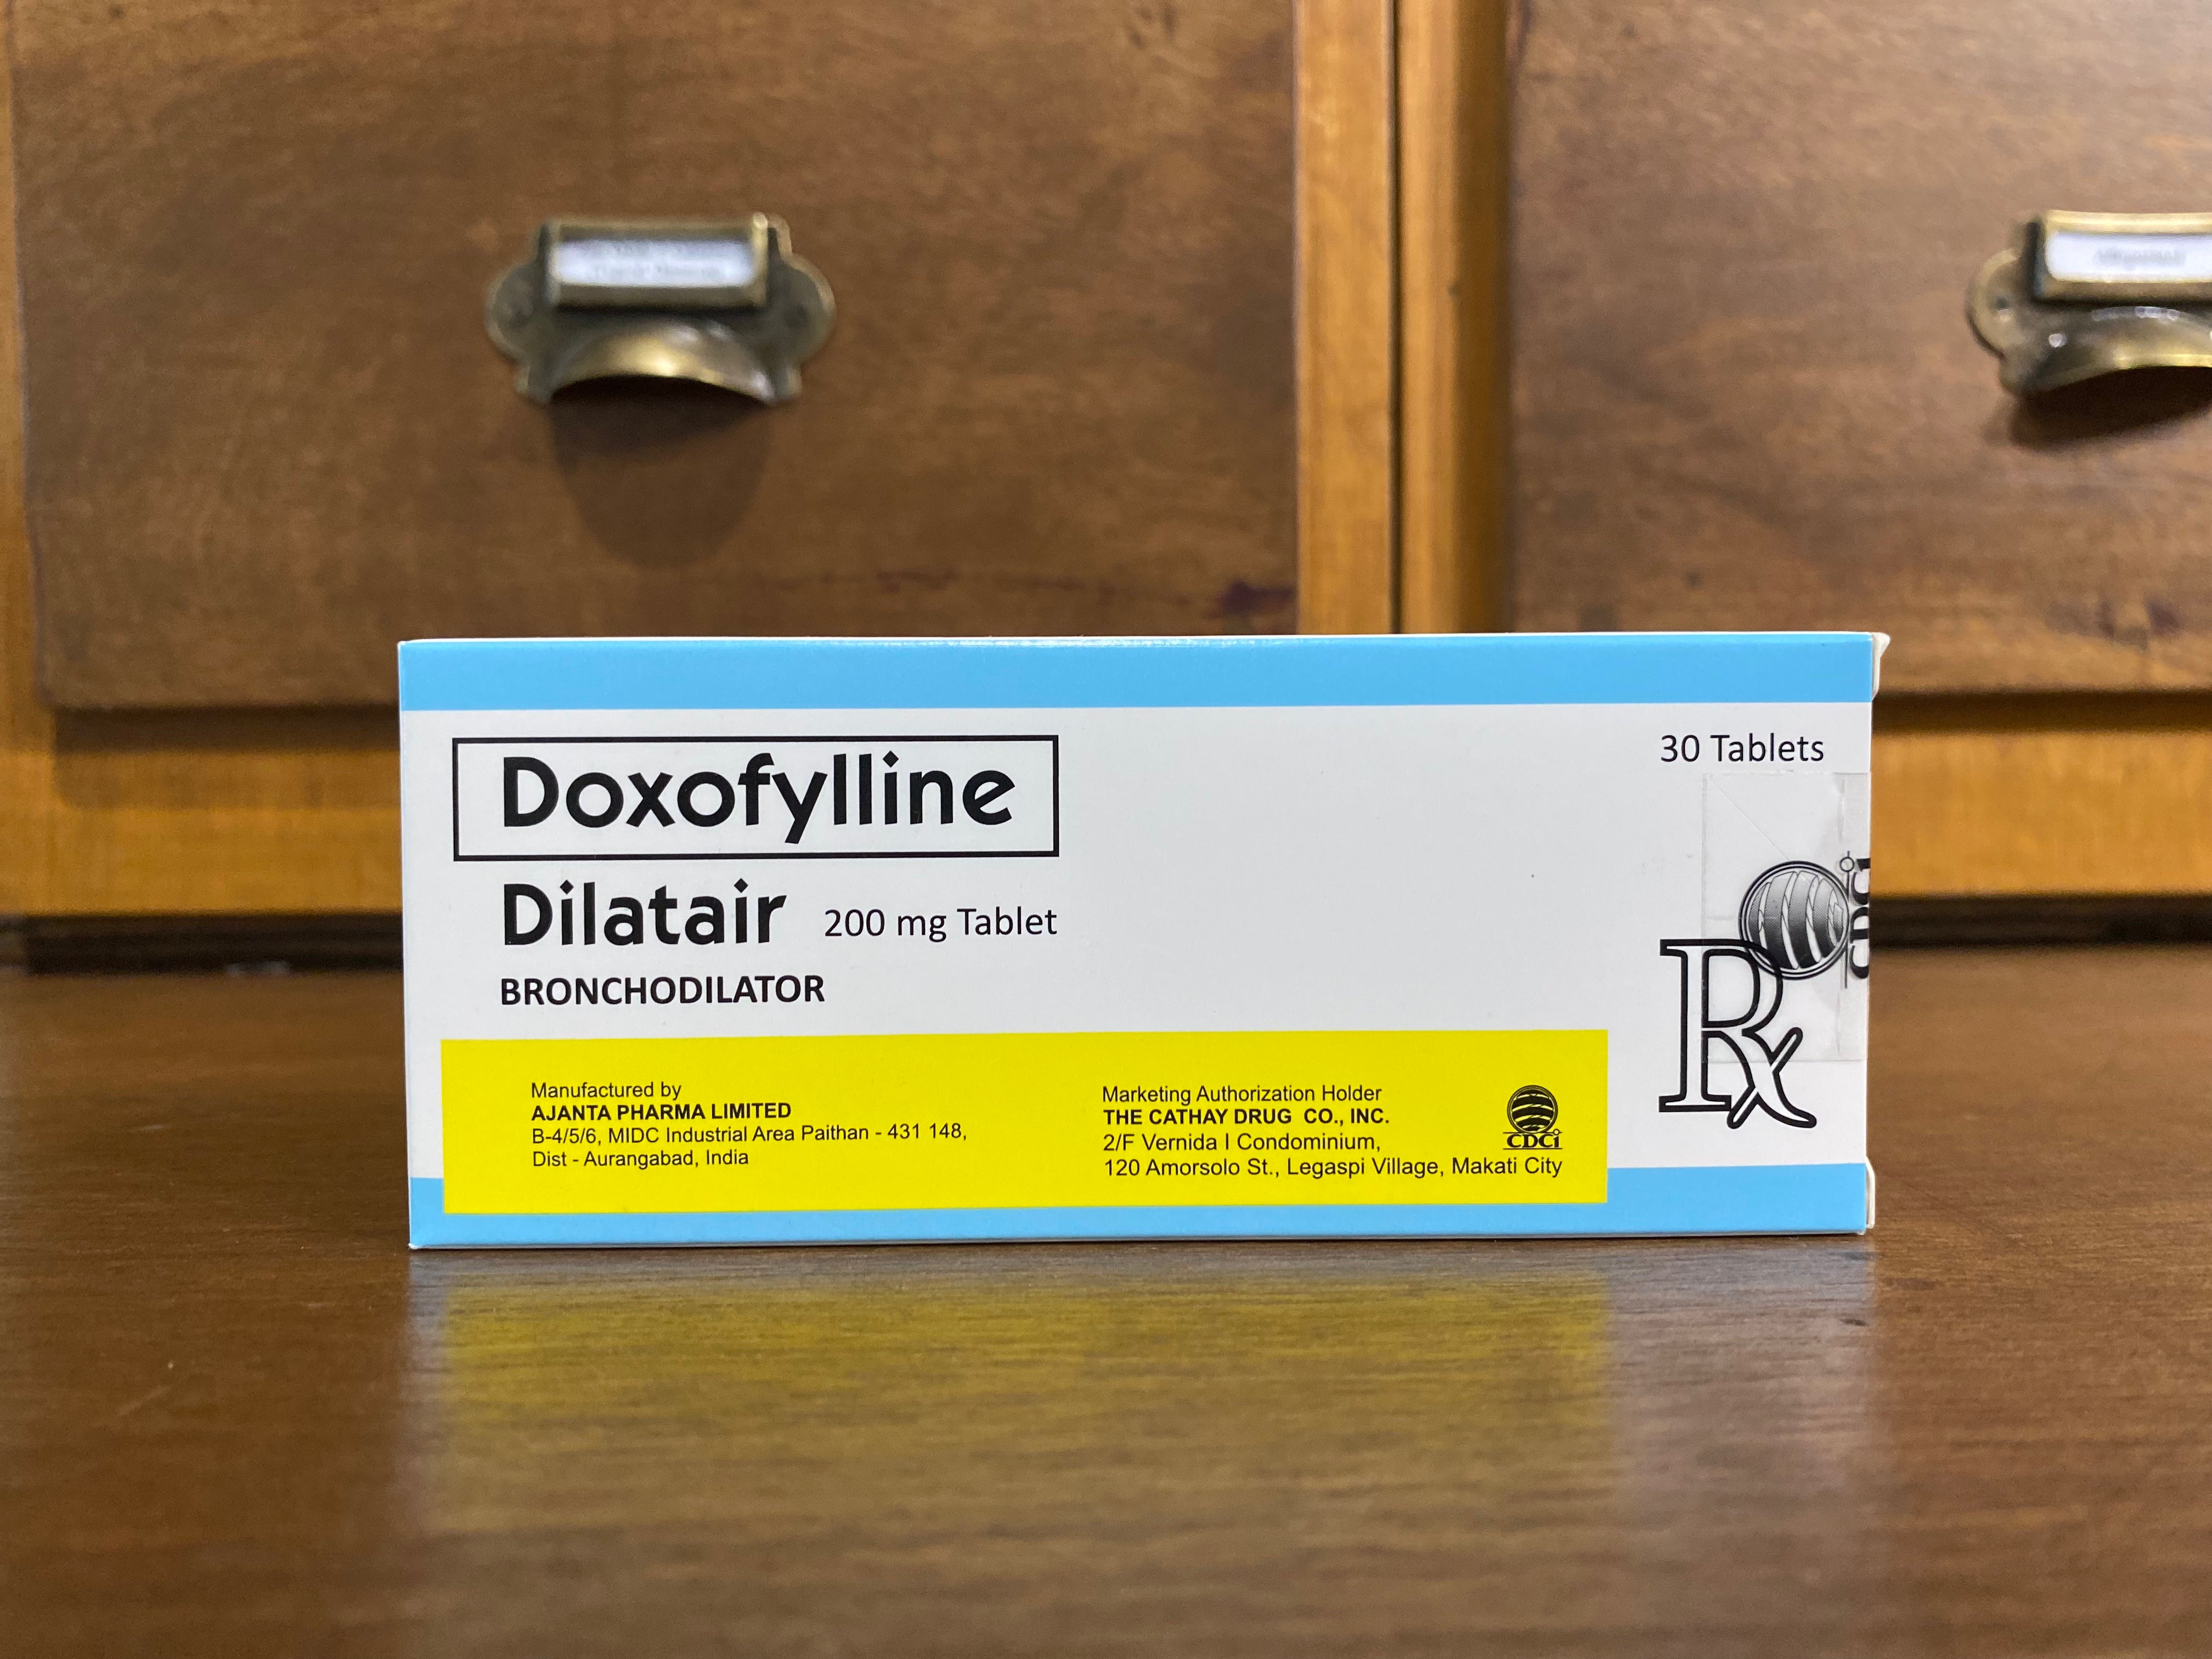 Doxofylline
Dilatair 200 mg Tablet
BRONCHODILATOR
30 Tablets
CDCi
Rx
Manufactured by
AJANTA PHARMA LIMITED
B-4/5/6, MIDC Industrial Area Paithan - 431 148,
Dist - Aurangabad, India
Marketing Authorization Holder
THE CATHAY DRUG CO., INC.
2/F Vernida I Condominium,
120 Amorsolo St., Legaspi Village, Makati City
CDCi